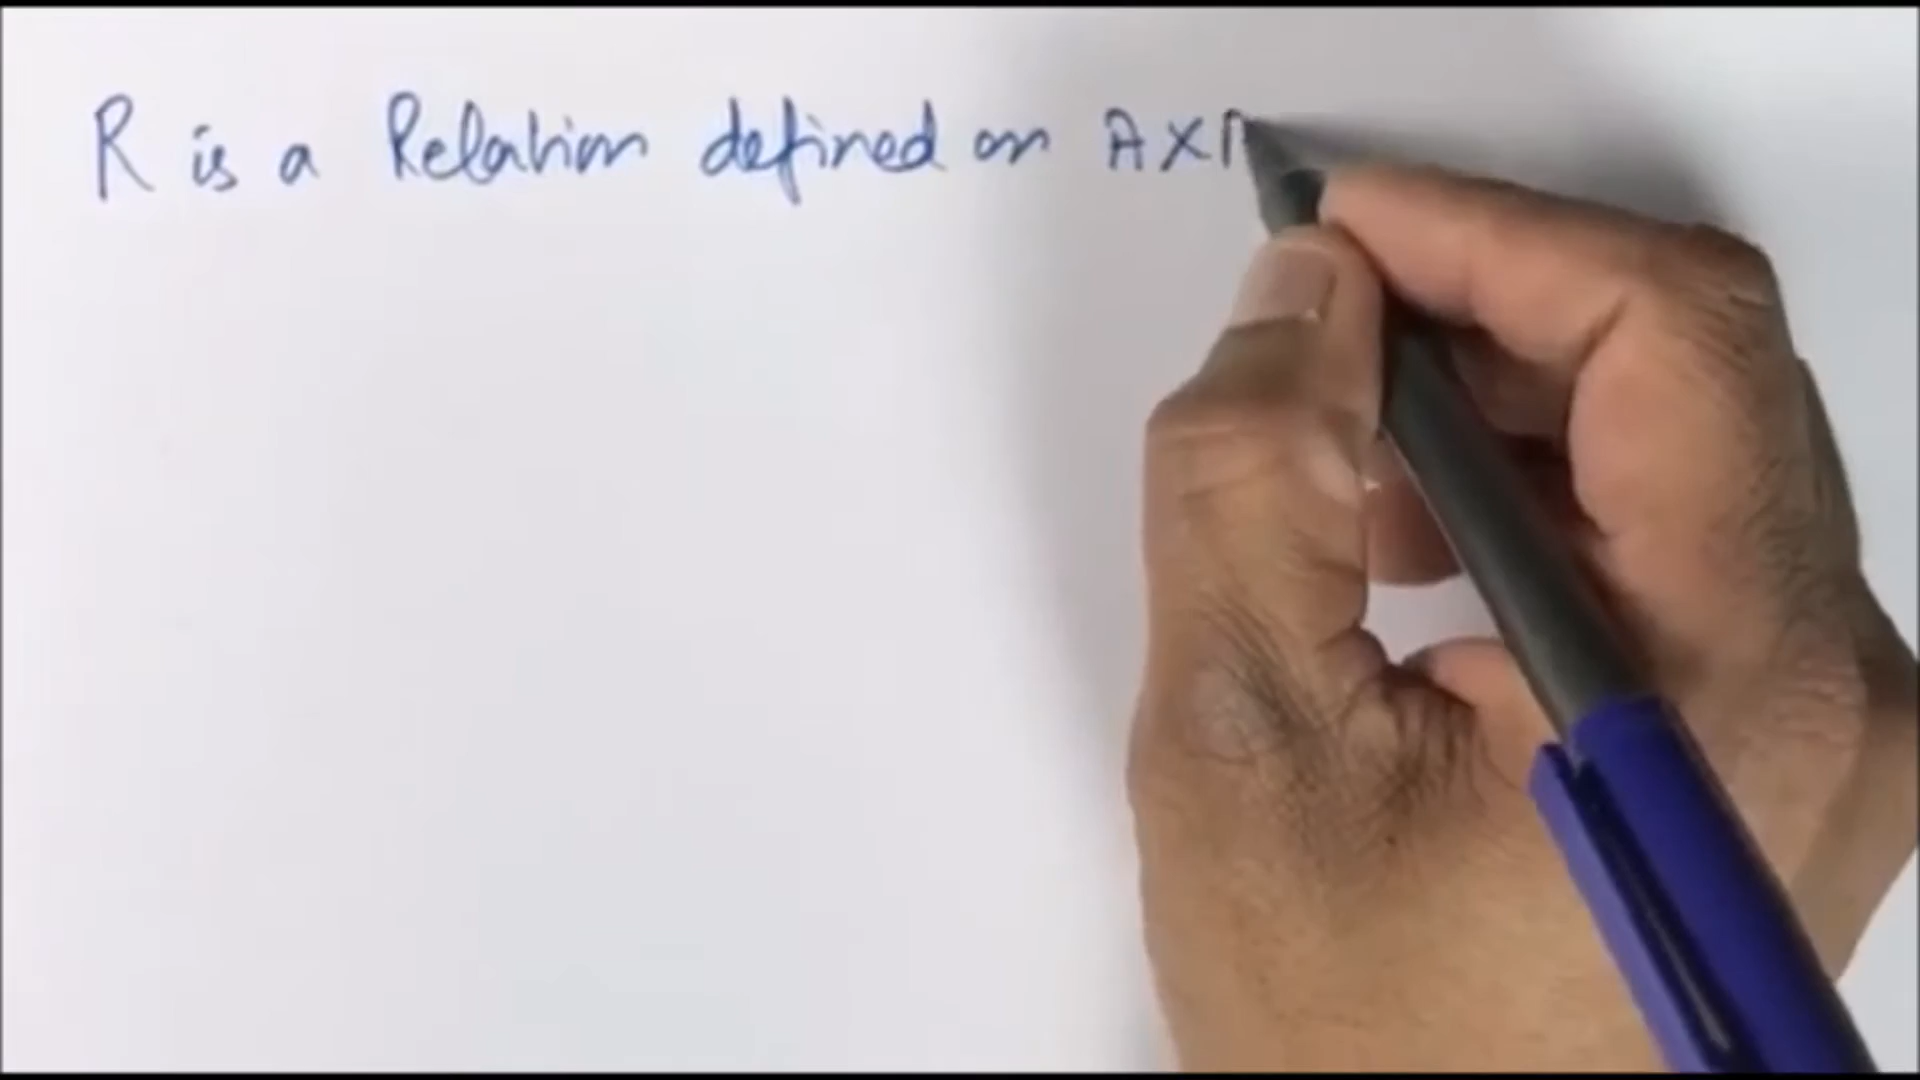 R is a Relation defined on A×